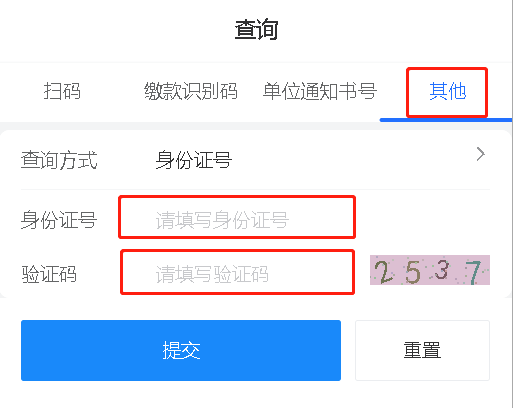 查询
扫码 缴款识别码 单位通知书号 其他
查询方式 身份证号
身份证号 请填写身份证号
验证码 请填写验证码 2537
提交 重置